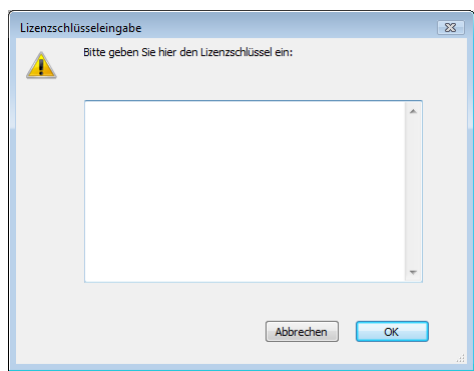 Lizenzschlüsseleingabe
Bitte geben Sie hier den Lizenzschlüssel ein:
Abbrechen
OK